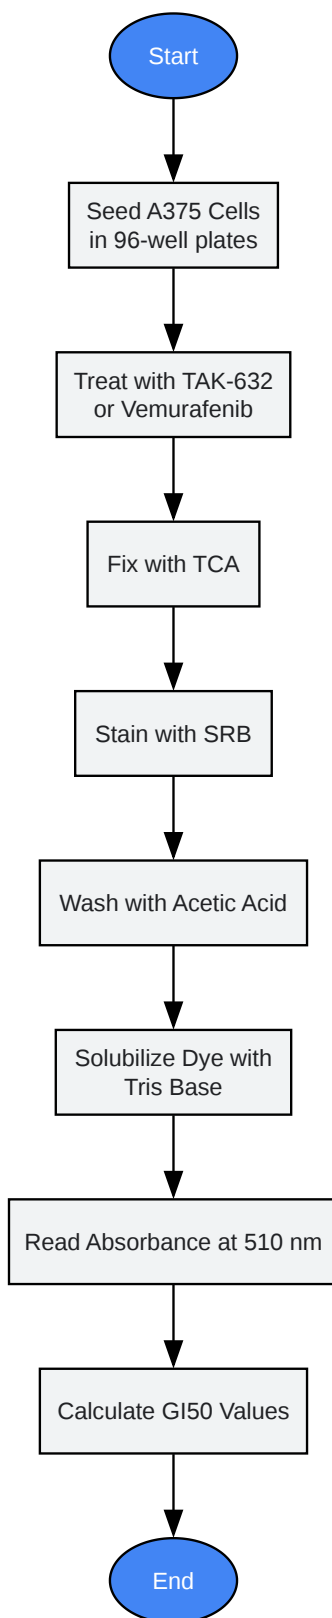 Start
Seed A375 Cells
in 96-well plates
Treat with TAK-632
or Vemurafenib
Fix with TCA
Stain with SRB
Wash with Acetic Acid
Solubilize Dye with
Tris Base
Read Absorbance at 510 nm
Calculate GI50 Values
End